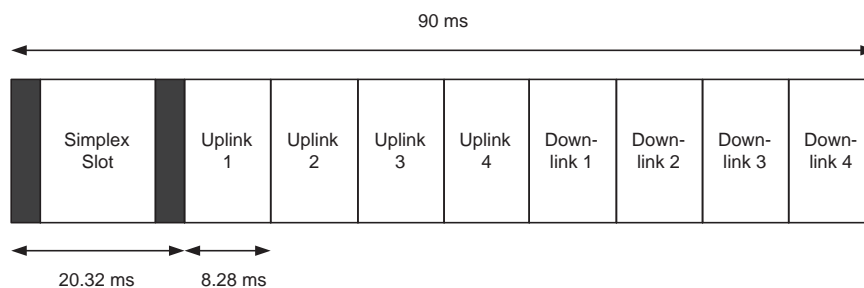 90 ms
Simplex
Slot
Uplink
1
Uplink
2
Uplink
3
Uplink
4
Down-
link 1
Down-
link 2
Down-
link 3
Down-
link 4
20.32 ms
8.28 ms